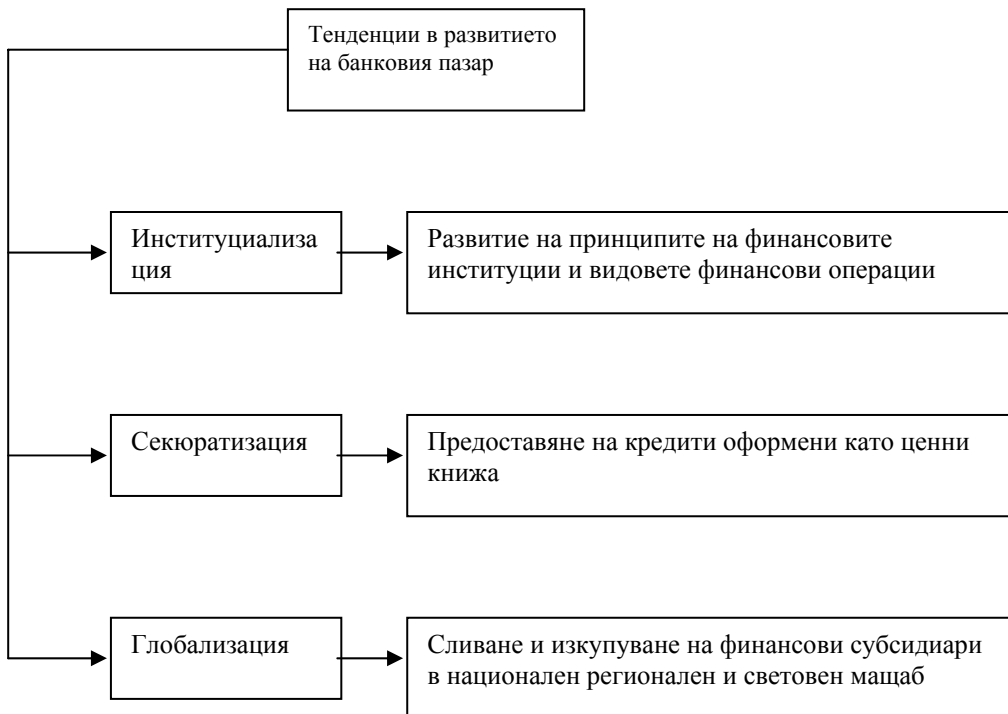 Тенденции в развитието
на банковия пазар
Институциализа
ция
Развитие на принципите на финансовите
институции и видовете финансови операции
Секюратизация
Предоставяне на кредити оформени като ценни
книжа
Глобализация
Сливане и изкупуване на финансови субсидиари
в национален регионален и световен мащаб